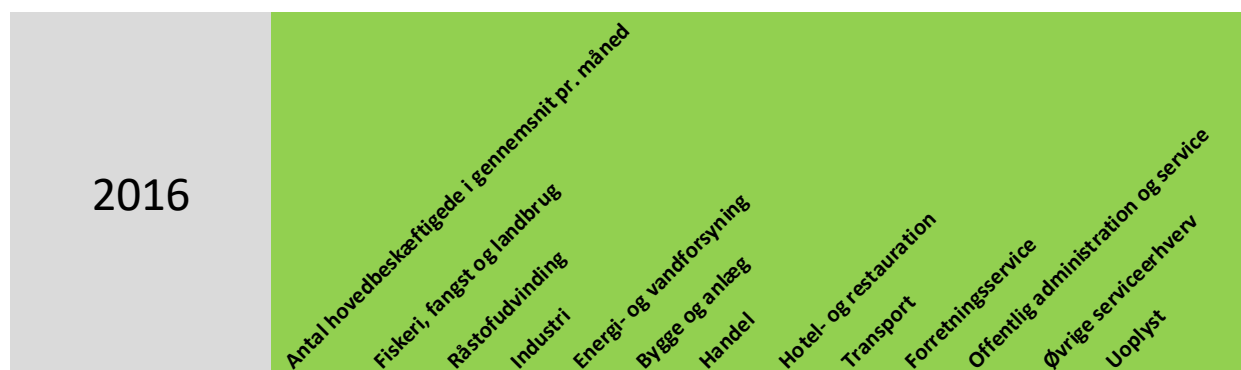 2016
Antal hovedbeskæftigede i gennemsnit pr. måned
Fiskeri, fangst og landbrug
Råstofudvinding
Industri
Energi- og vandforsyning
Bygge og anlæg
Handel
Hotel- og restauration
Transport
Forretningsservice
Offentlig administration og service
Øvrige serviceerhverv
Uoplyst